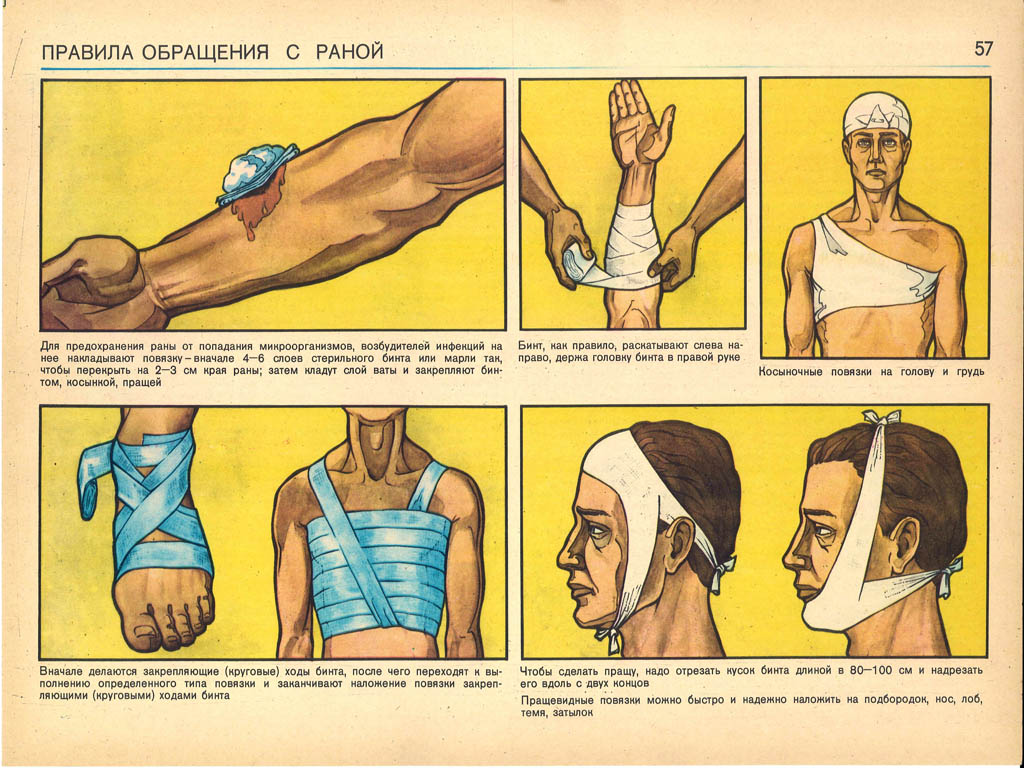 ПРАВИЛА ОБРАЩЕНИЯ С РАНОЙ
57
Для предохранения раны от попадания микроорганизмов, возбудителей инфекций на
нее накладывают повязку – вначале 4—6 слоев стерильного бинта или марли так,
чтобы перекрыть на 2—3 см края раны; затем кладут слой ваты и закрепляют бин-
том, косынкой, пращей
Бинт, как правило, раскатывают слева на-
право, держа головку бинта в правой руке
Косыночные повязки на голову и грудь
Вначале делаются закрепляющие (круговые) ходы бинта, после чего переходят к вы-
полнению определенного типа повязки и заканчивают наложение повязки закреп-
ляющими (круговыми) ходами бинта
Чтобы сделать пращу, надо отрезать кусок бинта длиной в 80—100 см и надрезать
его вдоль с двух концов
Пращевидные повязки можно быстро и надежно наложить на подбородок, нос, лоб,
темя, затылок